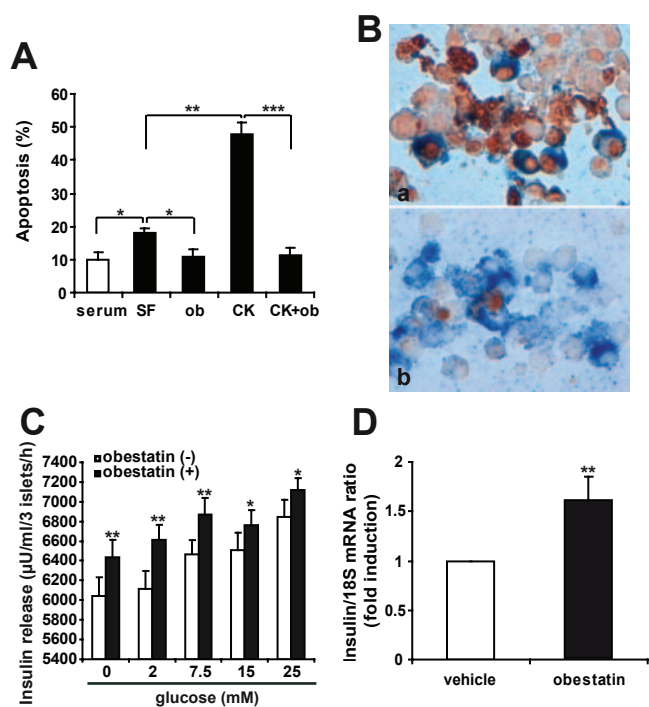 A
Apoptosis (%)
60
50
40
30
20
10
0
* * ** ***
serum SF ob CK CK+ob
B
a
b
C
Insulin release (µU/ml/3 islets/h)
obestatin (-)
obestatin (+)
7400
7200
7000
6800
6600
6400
6200
6000
5800
5600
5400
** ** ** * *
0 2 7.5 15 25
glucose (mM)
D
Insulin/18S mRNA ratio
(fold induction)
2
1.5
1
0.5
0
**
vehicle obestatin